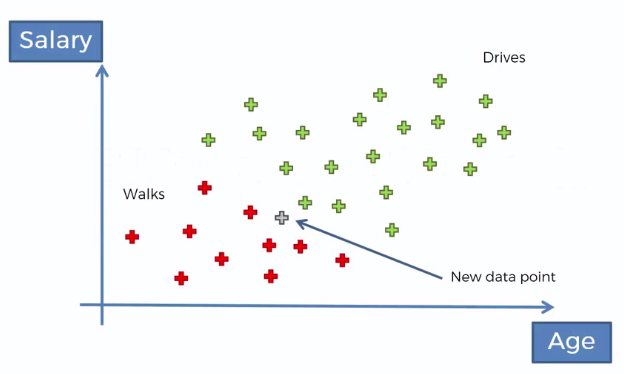 Salary
Drives
Walks
New data point
Age